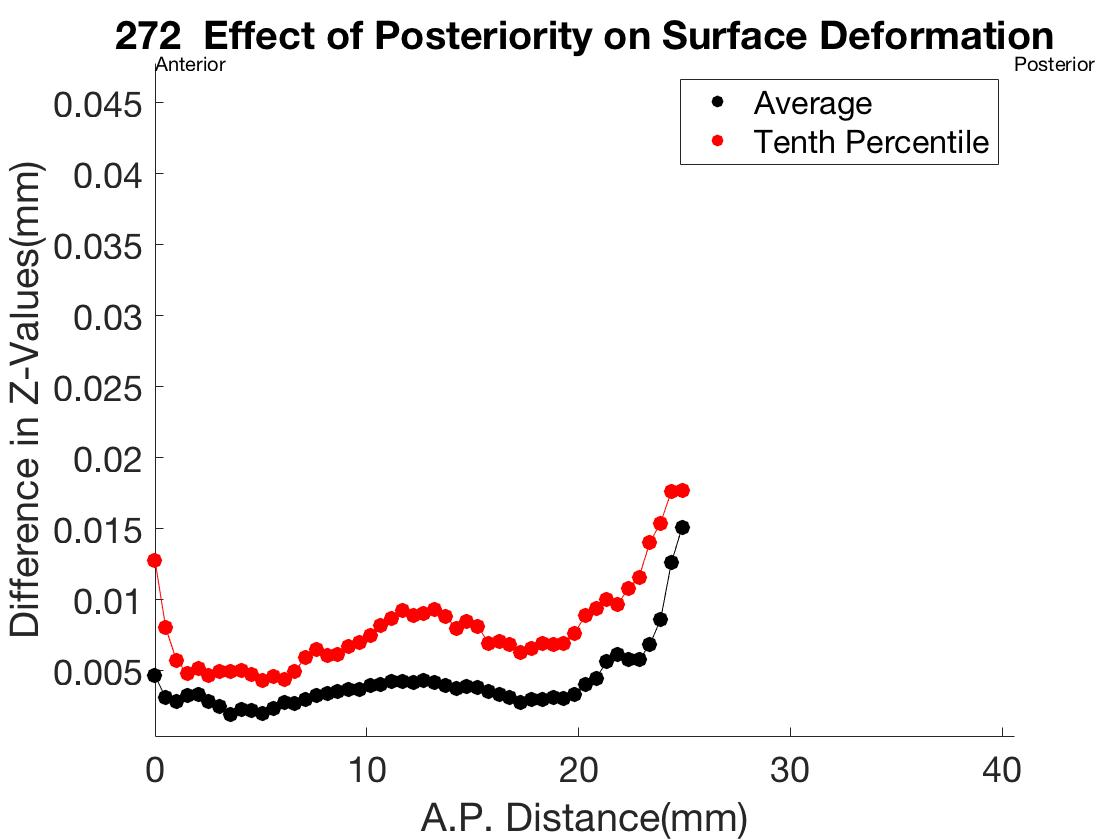 272  Effect of Posteriority on Surface Deformation
Anterior
Posterior
Average
Tenth Percentile
0.045
0.04
0.035
0.03
0.025
0.02
0.015
0.01
0.005
Difference in Z-Values(mm)
0
10
20
30
40
A.P. Distance(mm)